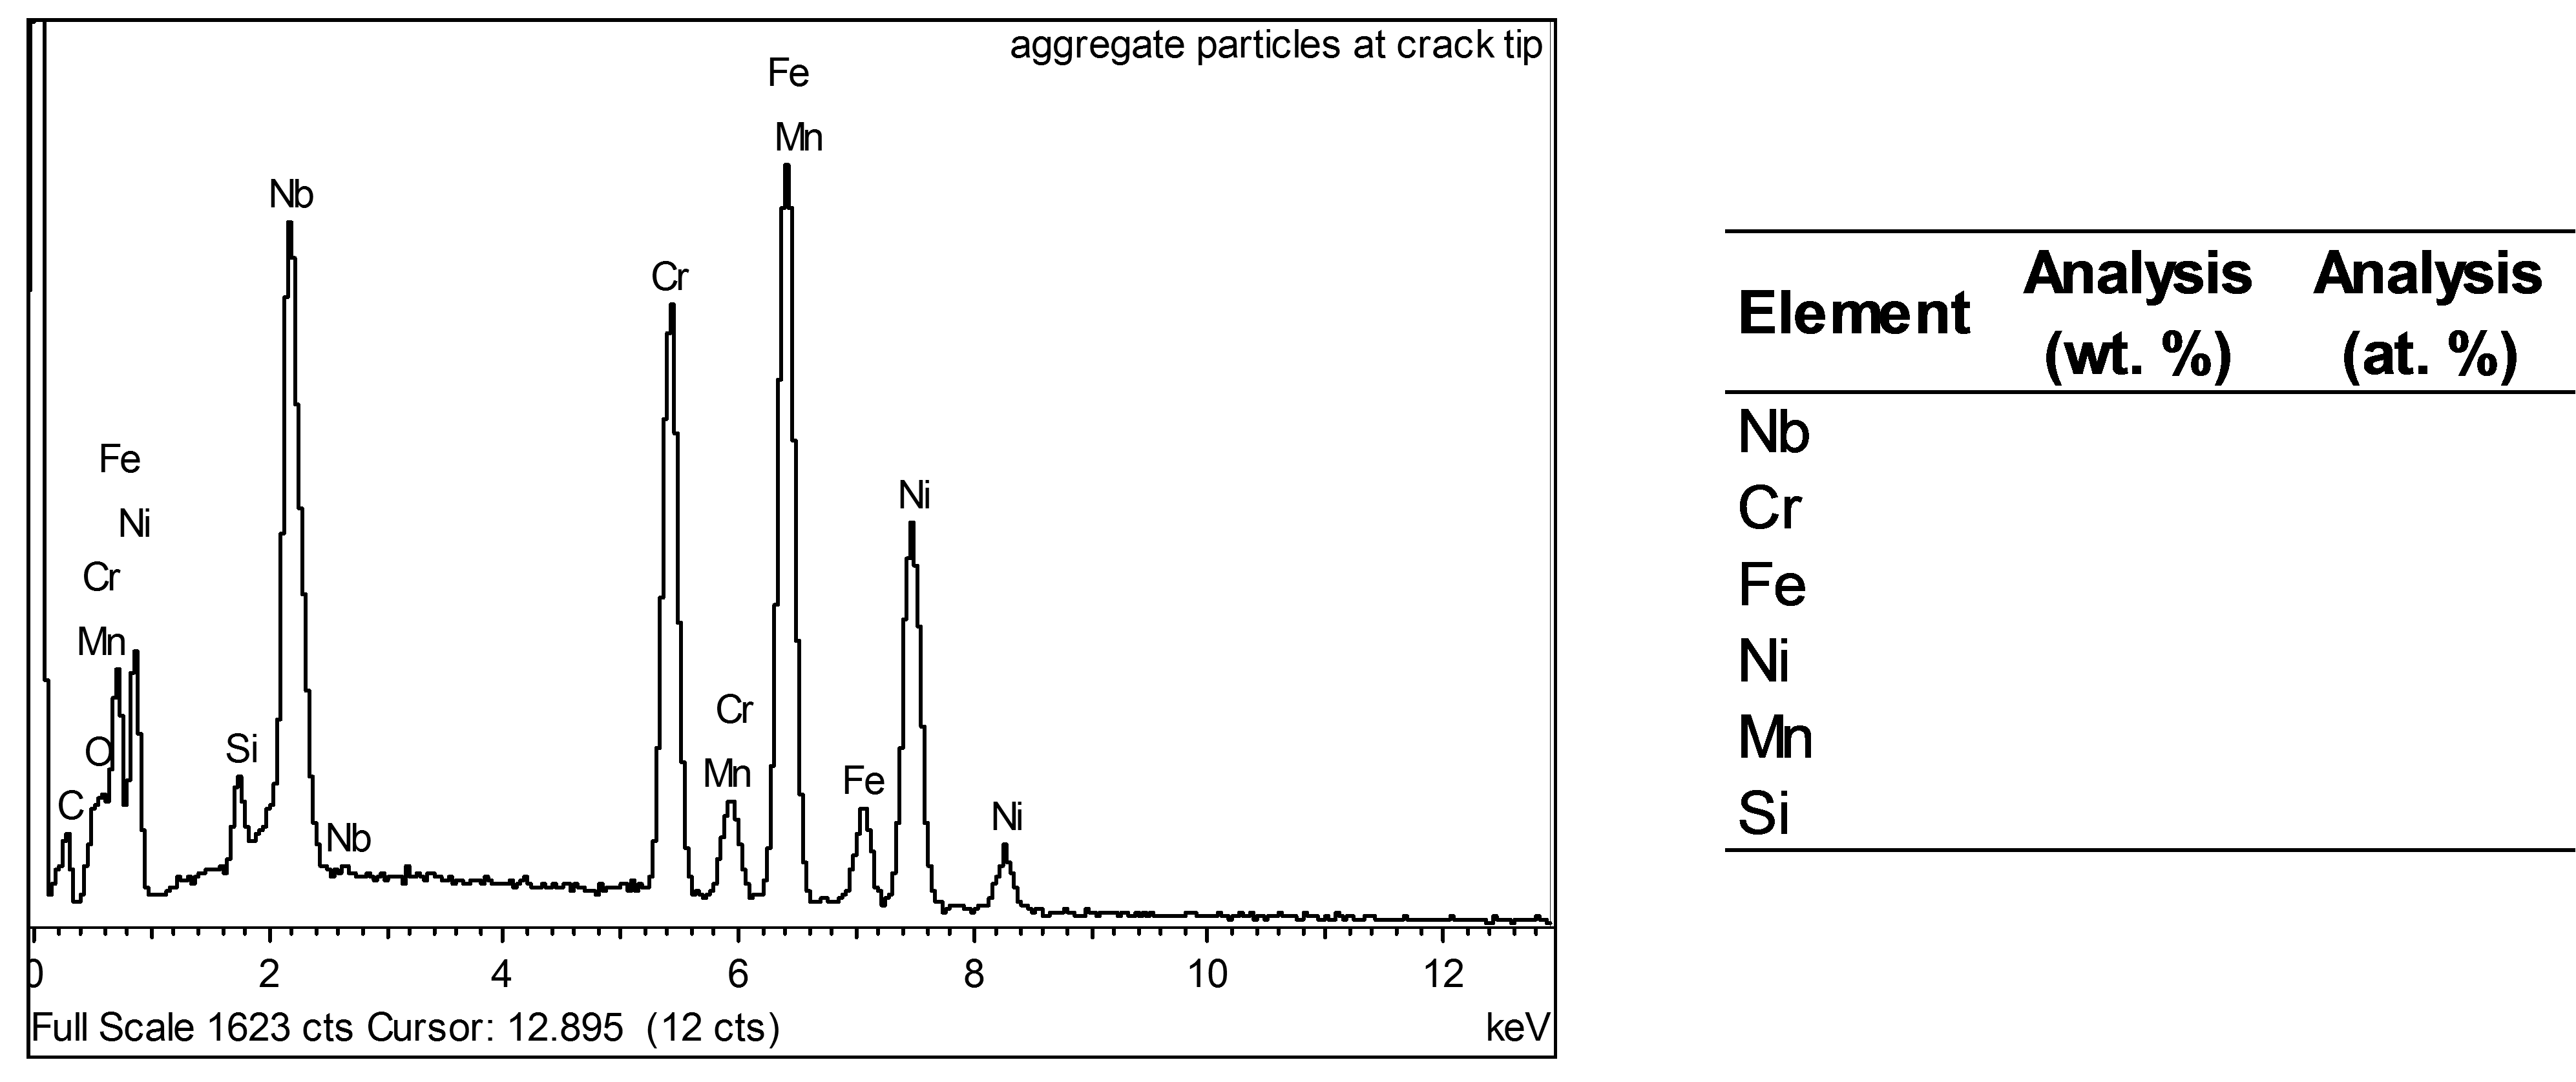 aggregate particles at crack tip
Fe
Mn
Nb
Cr
Fe
Ni
Ni
Cr
Mn
Cr
O
Si
Mn
Fe
C
Nb
Ni
0 2 4 6 8 10 12
Full Scale 1623 cts Cursor: 12.895 (12 cts) keV
Element Analysis (wt. %) Analysis (at. %)
Nb
Cr
Fe
Ni
Mn
Si